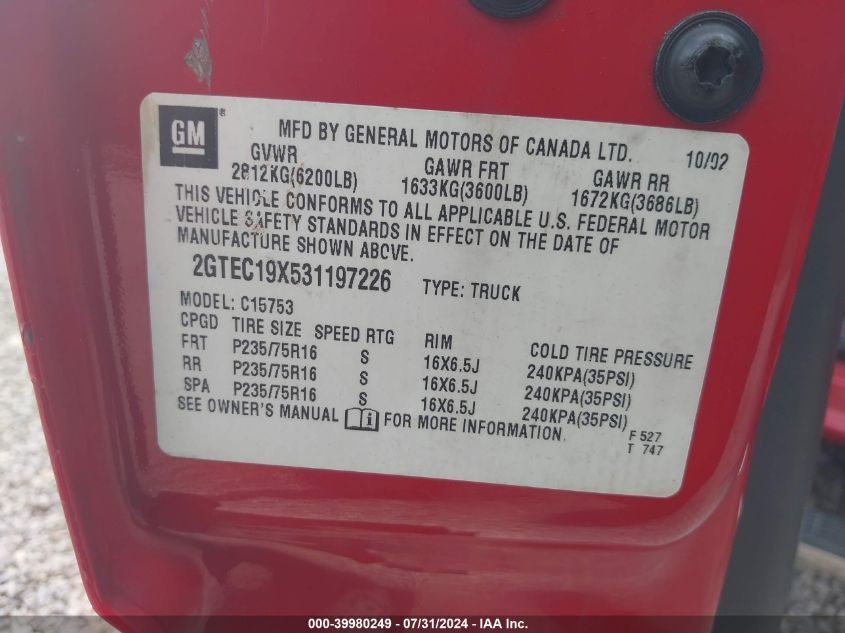 GM ®
MFD BY GENERAL MOTORS OF CANADA LTD. 10/02
GVWR GAWR FRT GAWR RR
2812KG(6200LB) 1633KG(3600LB) 1672KG(3686LB)
THIS VEHICLE CONFORMS TO ALL APPLICABLE U.S. FEDERAL MOTOR
VEHICLE SAFETY STANDARDS IN EFFECT ON THE DATE OF
MANUFACTURE SHOWN ABOVE.
2GTEC19X531197226 TYPE: TRUCK
MODEL: C15753
CPGD TIRE SIZE SPEED RTG RIM COLD TIRE PRESSURE
FRT P235/75R16 S 16X6.5J 240KPA(35PSI)
RR P235/75R16 S 16X6.5J 240KPA(35PSI)
SPA P235/75R16 S 16X6.5J 240KPA(35PSI)
SEE OWNER'S MANUAL i FOR MORE INFORMATION.
F 527
T 747
000-39980249 - 07/31/2024 - IAA Inc.